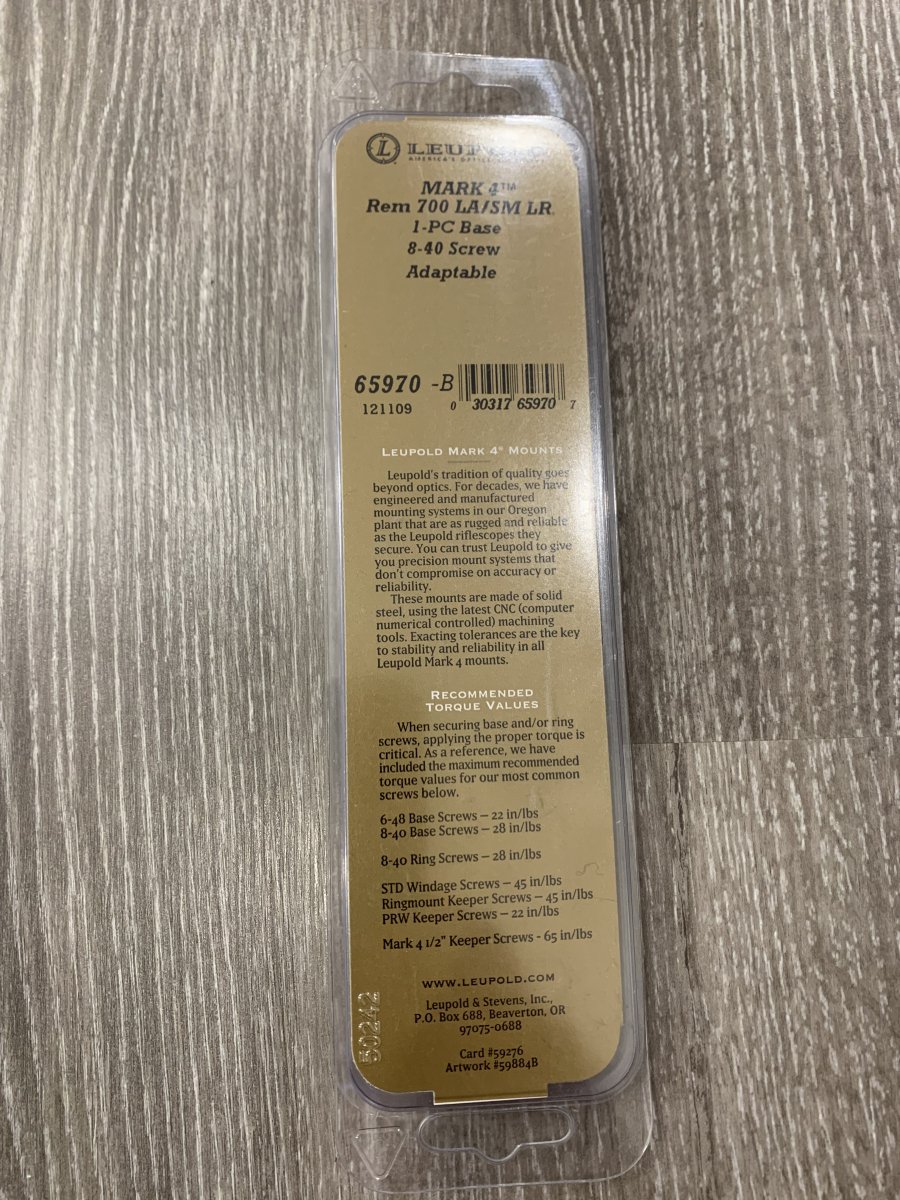 L LEUPOLD
AMERICA'S OPTICS
MARK 4™
Rem 700 LA/SM LR
1-PC Base
8-40 Screw
Adaptable
65970 -B
121109
0 30317 65970 7
LEUPOLD MARK 4® MOUNTS
Leupold's tradition of quality goes
beyond optics. For decades, we have
engineered and manufactured
mounting systems in our Oregon
plant that are as rugged and reliable
as the Leupold riflescopes they
secure. You can trust Leupold to give
you precision mount systems that
don't compromise on accuracy or
reliability.
These mounts are made of solid
steel, using the latest CNC (computer
numerical controlled) machining
tools. Exacting tolerances are the key
to stability and reliability in all
Leupold Mark 4 mounts.
RECOMMENDED
TORQUE VALUES
When securing base and/or ring
screws, applying the proper torque is
critical. As a reference, we have
included the maximum recommended
torque values for our most common
screws below.
6-48 Base Screws – 22 in/lbs
8-40 Base Screws – 28 in/lbs
8-40 Ring Screws – 28 in/lbs
STD Windage Screws – 45 in/lbs
Ringmount Keeper Screws – 45 in/lbs
PRW Keeper Screws – 22 in/lbs
Mark 4 1/2" Keeper Screws - 65 in/lbs
WWW.LEUPOLD.COM
Leupold & Stevens, Inc.,
P.O. Box 688, Beaverton, OR
97075-0688
Card #59276
Artwork #59884B
50242